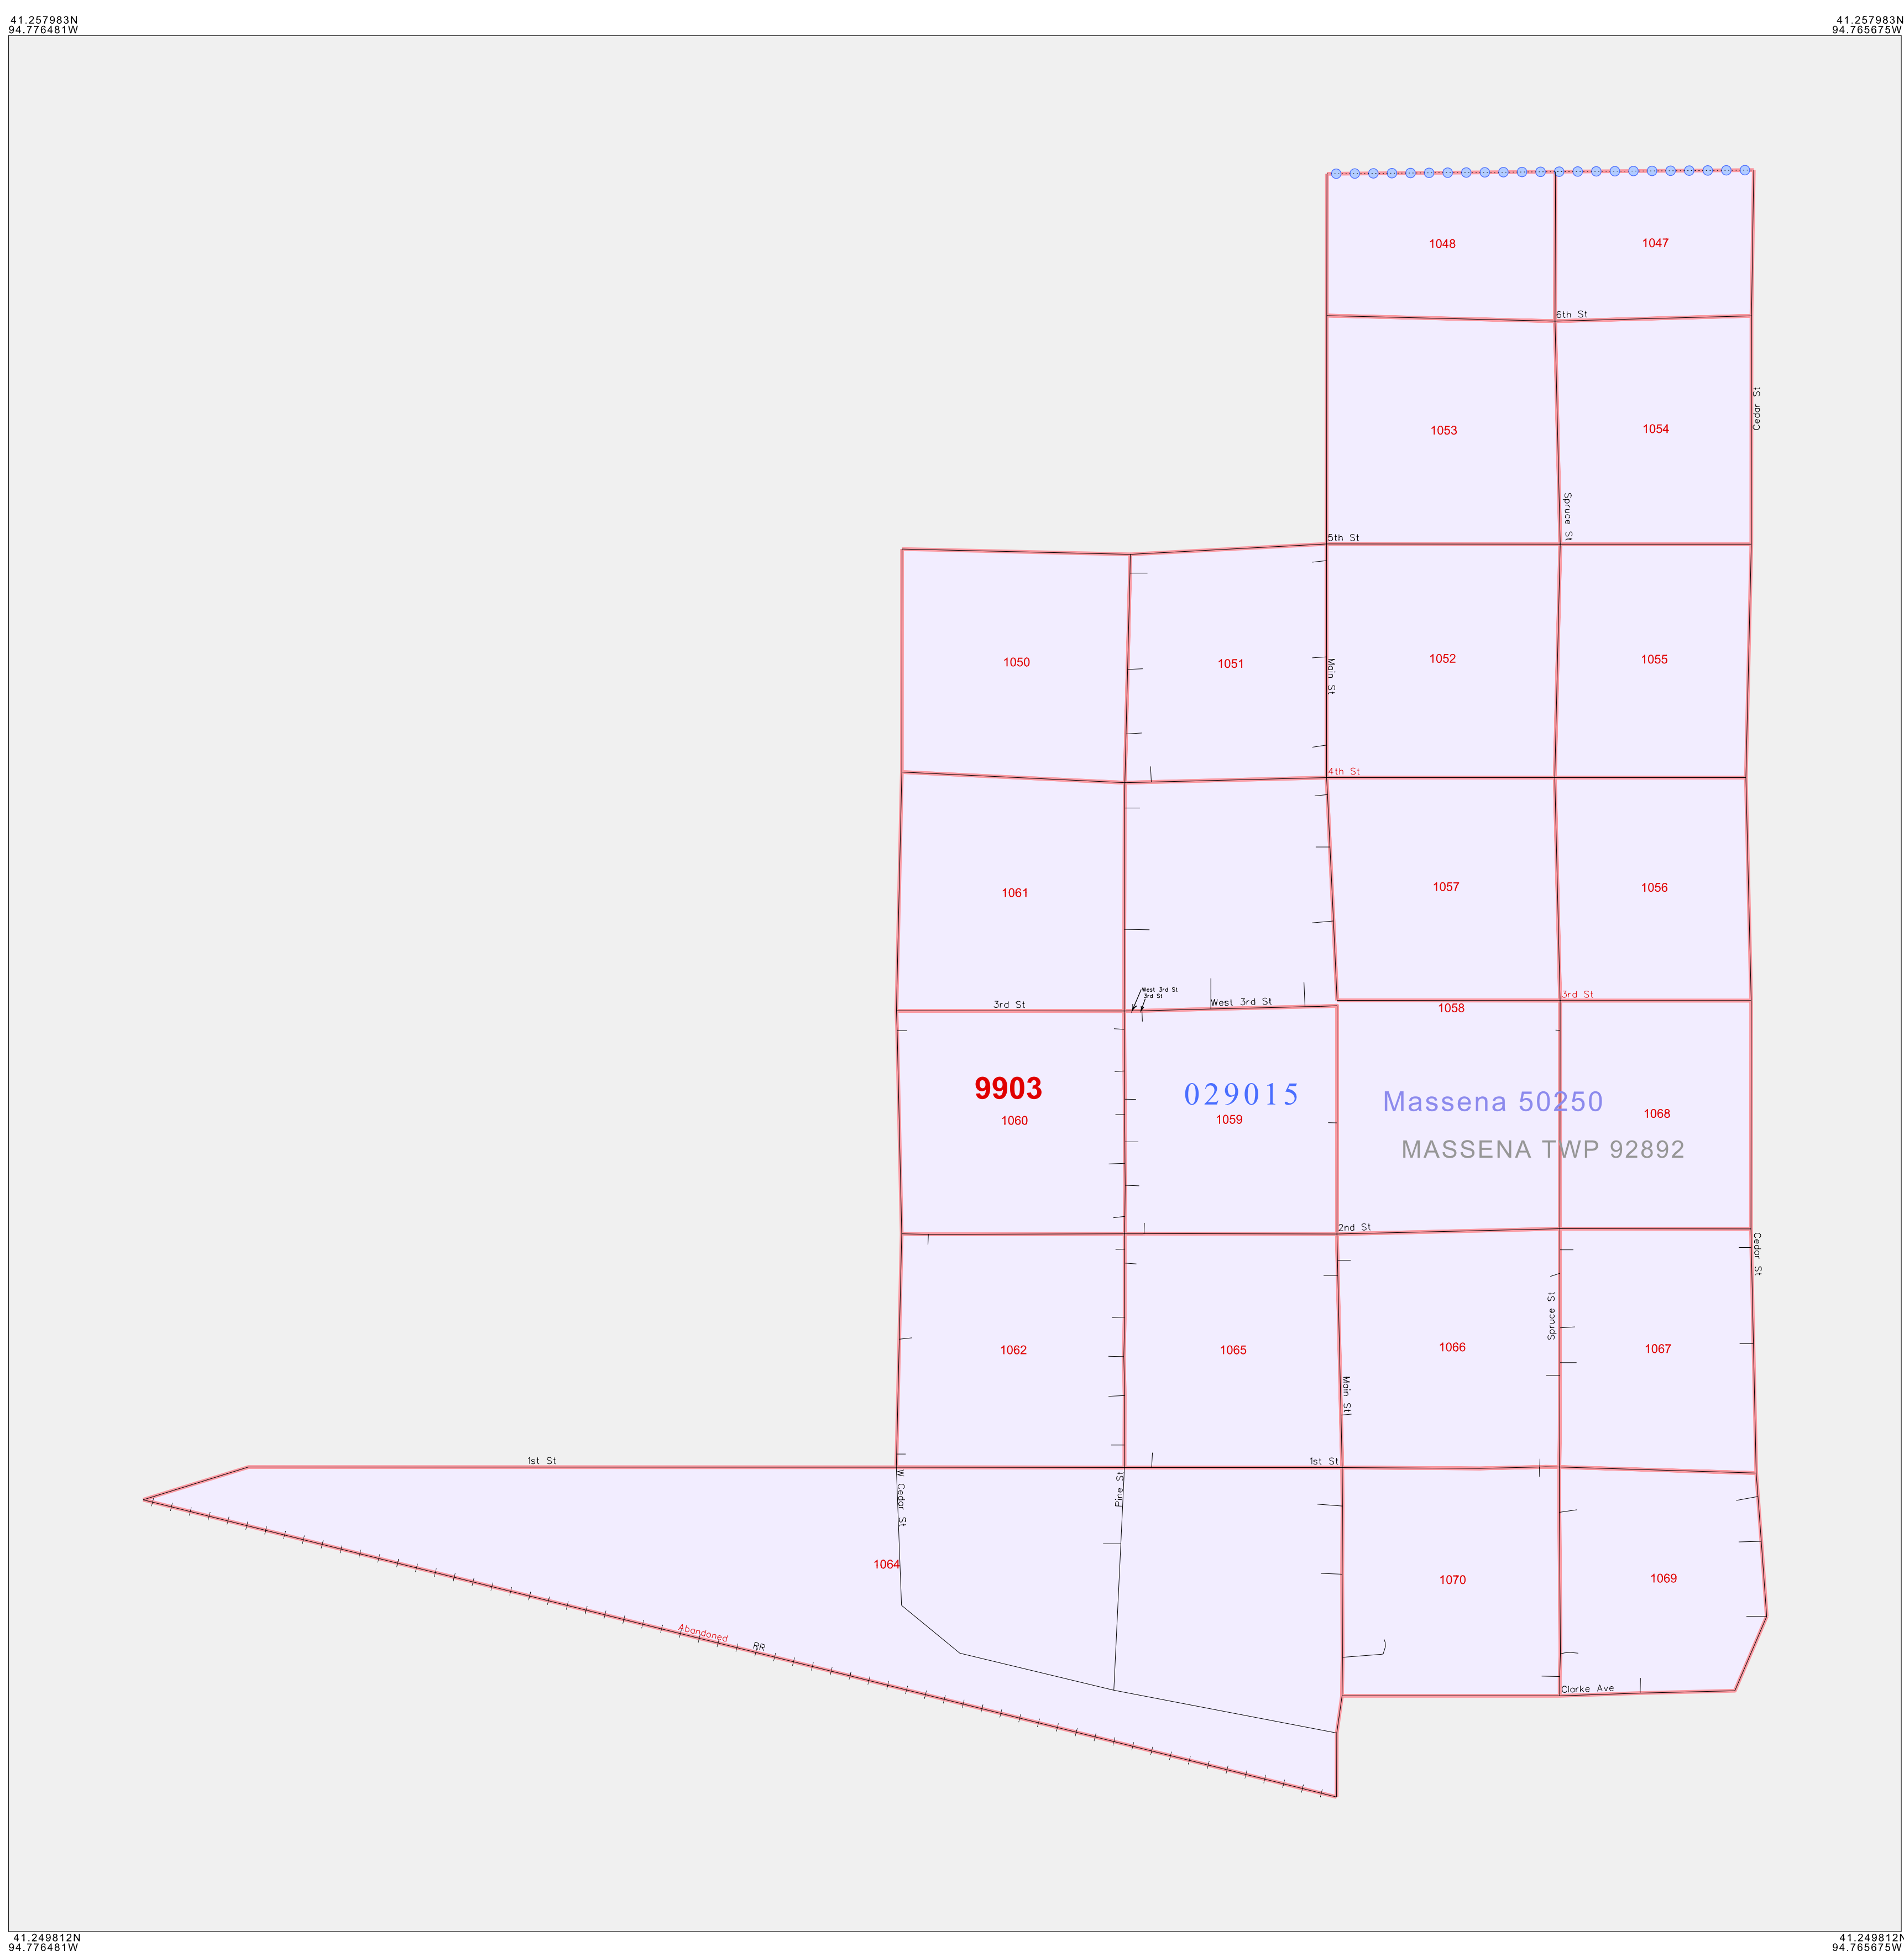 41.257983N
94.776481W
41.257983N
94.765675W
1048
1047
6th St
Cedar St
1053
1054
Spruce St
5th St
1050
1051
Main St
1052
1055
4th St
1061
1057
1056
West 3rd St
3rd St
3rd St
West 3rd St
3rd St
1058
9903
029015
Massena 50250
1060
1059
1068
MASSENA TWP 92892
2nd St
Cedar St
Spruce St
1062
1065
1066
1067
Main St
1st St
1st St
W Cedar St
Pine St
1064
1070
1069
Abandoned
RR
Clarke Ave
41.249812N
94.776481W
41.249812N
94.765675W